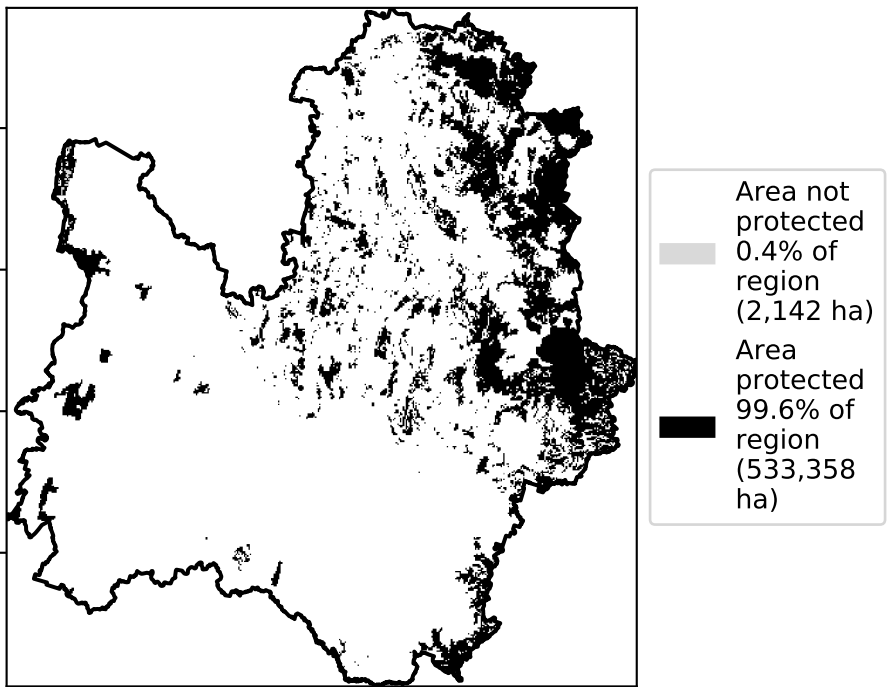 Area not
protected
0.4% of
region
(2,142 ha)
Area
protected
99.6% of
region
(533,358
ha)